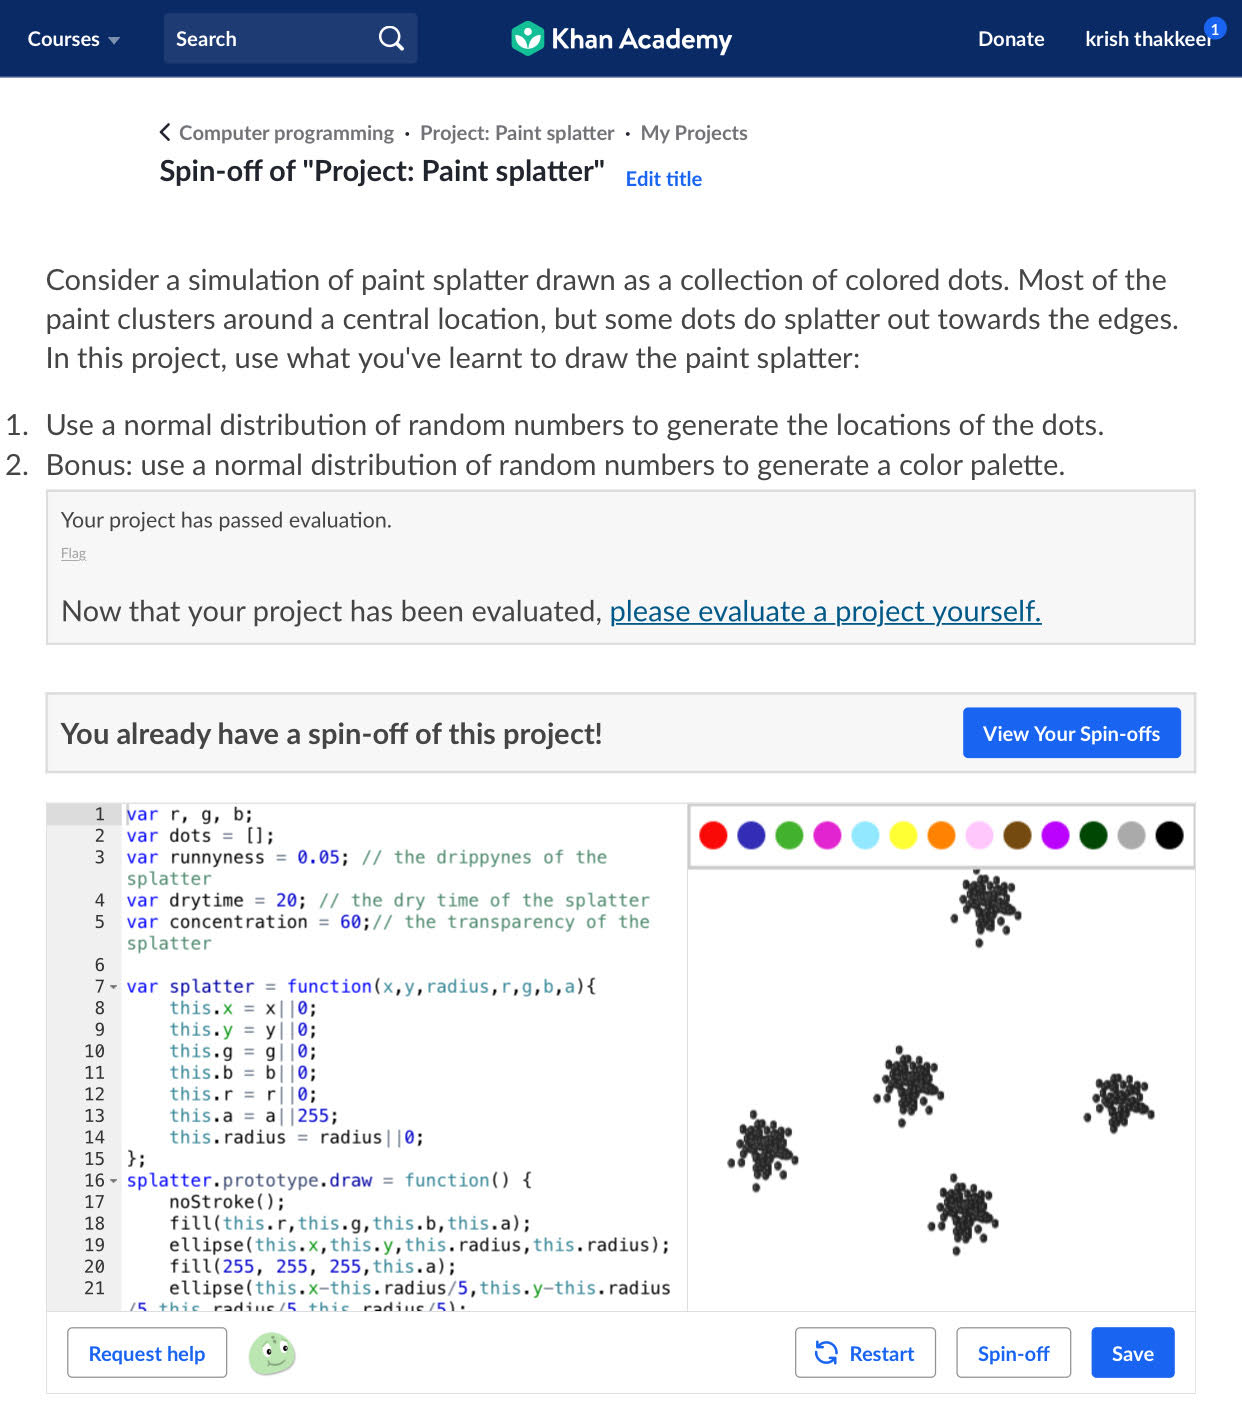 Courses
Search
Khan Academy
Donate
krish thakkeer
1
Computer programming · Project: Paint splatter · My Projects
Spin-off of "Project: Paint splatter" Edit title
Consider a simulation of paint splatter drawn as a collection of colored dots. Most of the
paint clusters around a central location, but some dots do splatter out towards the edges.
In this project, use what you've learnt to draw the paint splatter:
1. Use a normal distribution of random numbers to generate the locations of the dots.
2. Bonus: use a normal distribution of random numbers to generate a color palette.
Your project has passed evaluation.
Flag
Now that your project has been evaluated, please evaluate a project yourself.
You already have a spin-off of this project!
View Your Spin-offs
1 var r, g, b;
2 var dots = [];
3 var runnyness = 0.05; // the drippynes of the
splatter
4 var drytime = 20; // the dry time of the splatter
5 var concentration = 60;// the transparency of the
splatter
6
7 var splatter = function(x,y,radius,r,g,b,a){
8 this.x = x||0;
9 this.y = y||0;
10 this.g = g||0;
11 this.b = b||0;
12 this.r = r||0;
13 this.a = a||255;
14 this.radius = radius||0;
15 };
16 splatter.prototype.draw = function() {
17 noStroke();
18 fill(this.r,this.g,this.b,this.a);
19 ellipse(this.x,this.y,this.radius,this.radius);
20 fill(255, 255, 255,this.a);
21 ellipse(this.x-this.radius/5,this.y-this.radius
/5,this.radius/5,this.radius/5);
Request help
Restart
Spin-off
Save